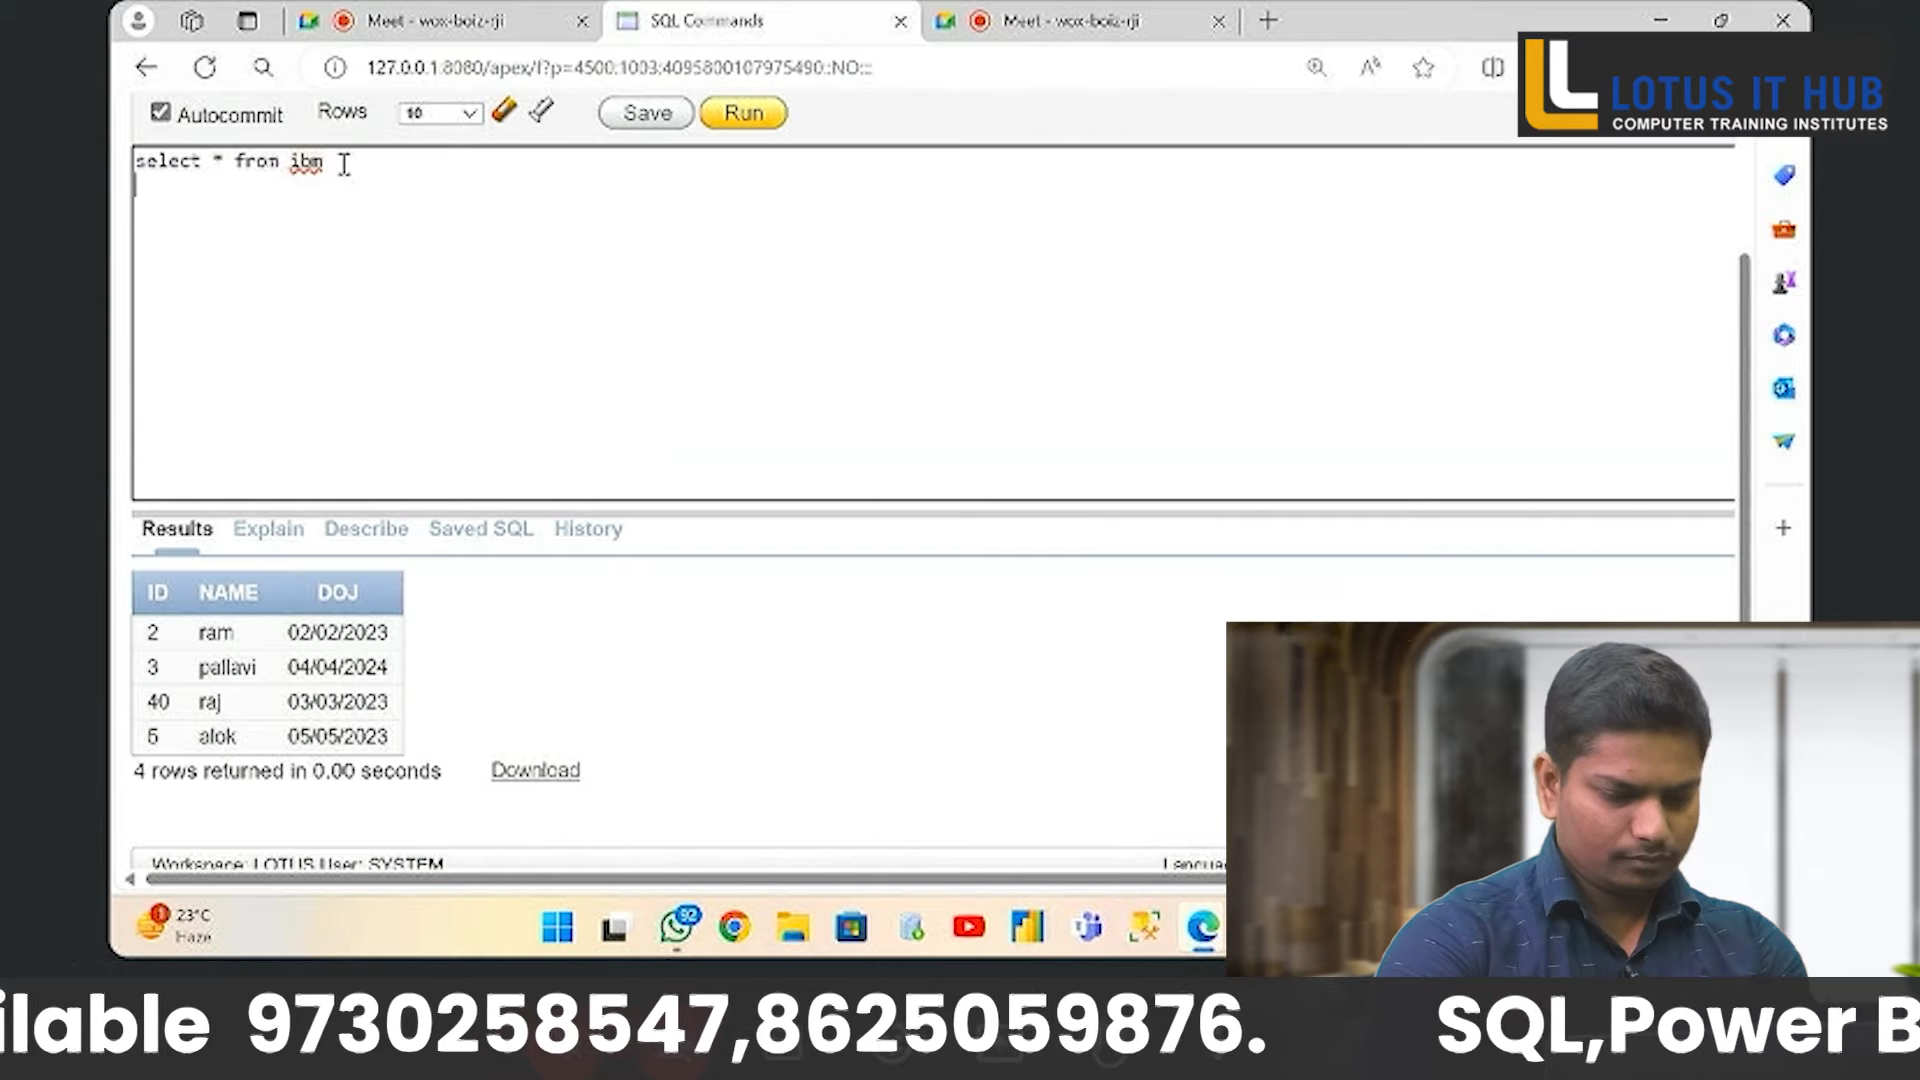 Meet - wox-boiz-rji
SQL Commands
Meet - wox-boiz-rji
127.0.0.1:8080/apex/f?p=4500:1003:4095800107975490::NO:::
LOTUS IT HUB
COMPUTER TRAINING INSTITUTES
Autocommit Rows 10 Save Run
select * from ibm
Results Explain Describe Saved SQL History
ID NAME DOJ
2 ram 02/02/2023
3 pallavi 04/04/2024
40 raj 03/03/2023
5 alok 05/05/2023
4 rows returned in 0.00 seconds Download
Workspace: LOTUS User: SYSTEM
Langua
1
23°C
Haze
92
ilable 9730258547,8625059876. SQL,Power B